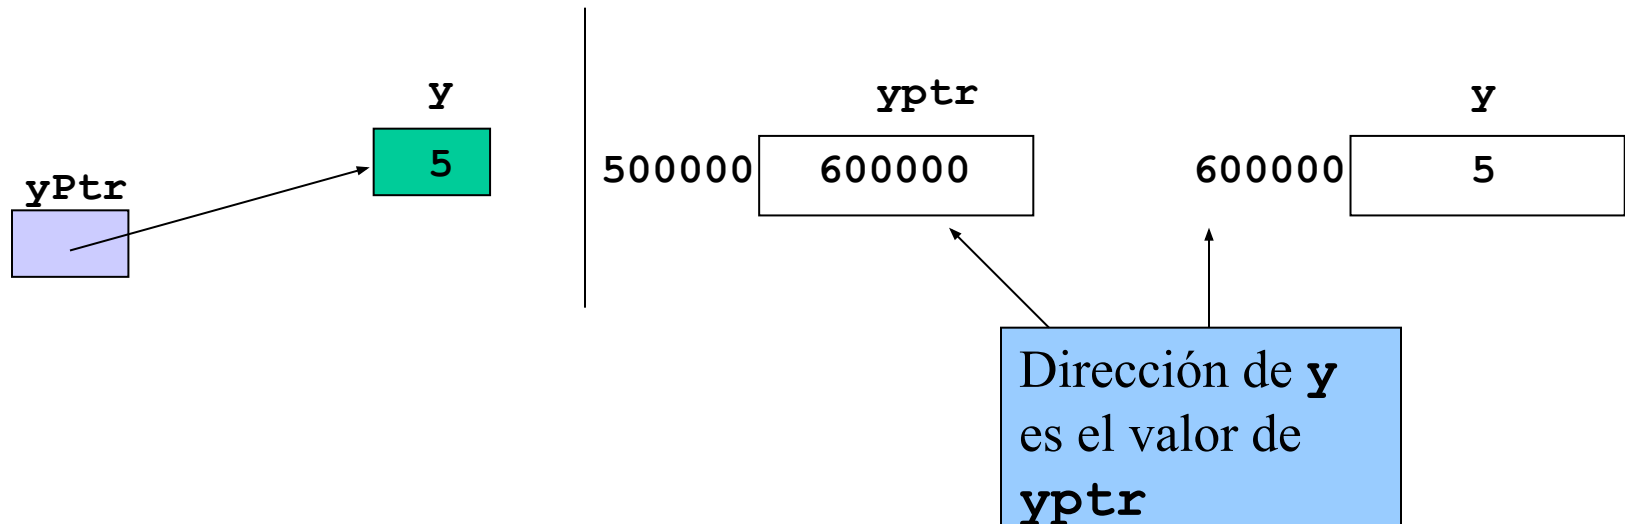 y
5
yPtr
yptr
y
500000 600000
600000 5
Dirección de y
es el valor de
yptr